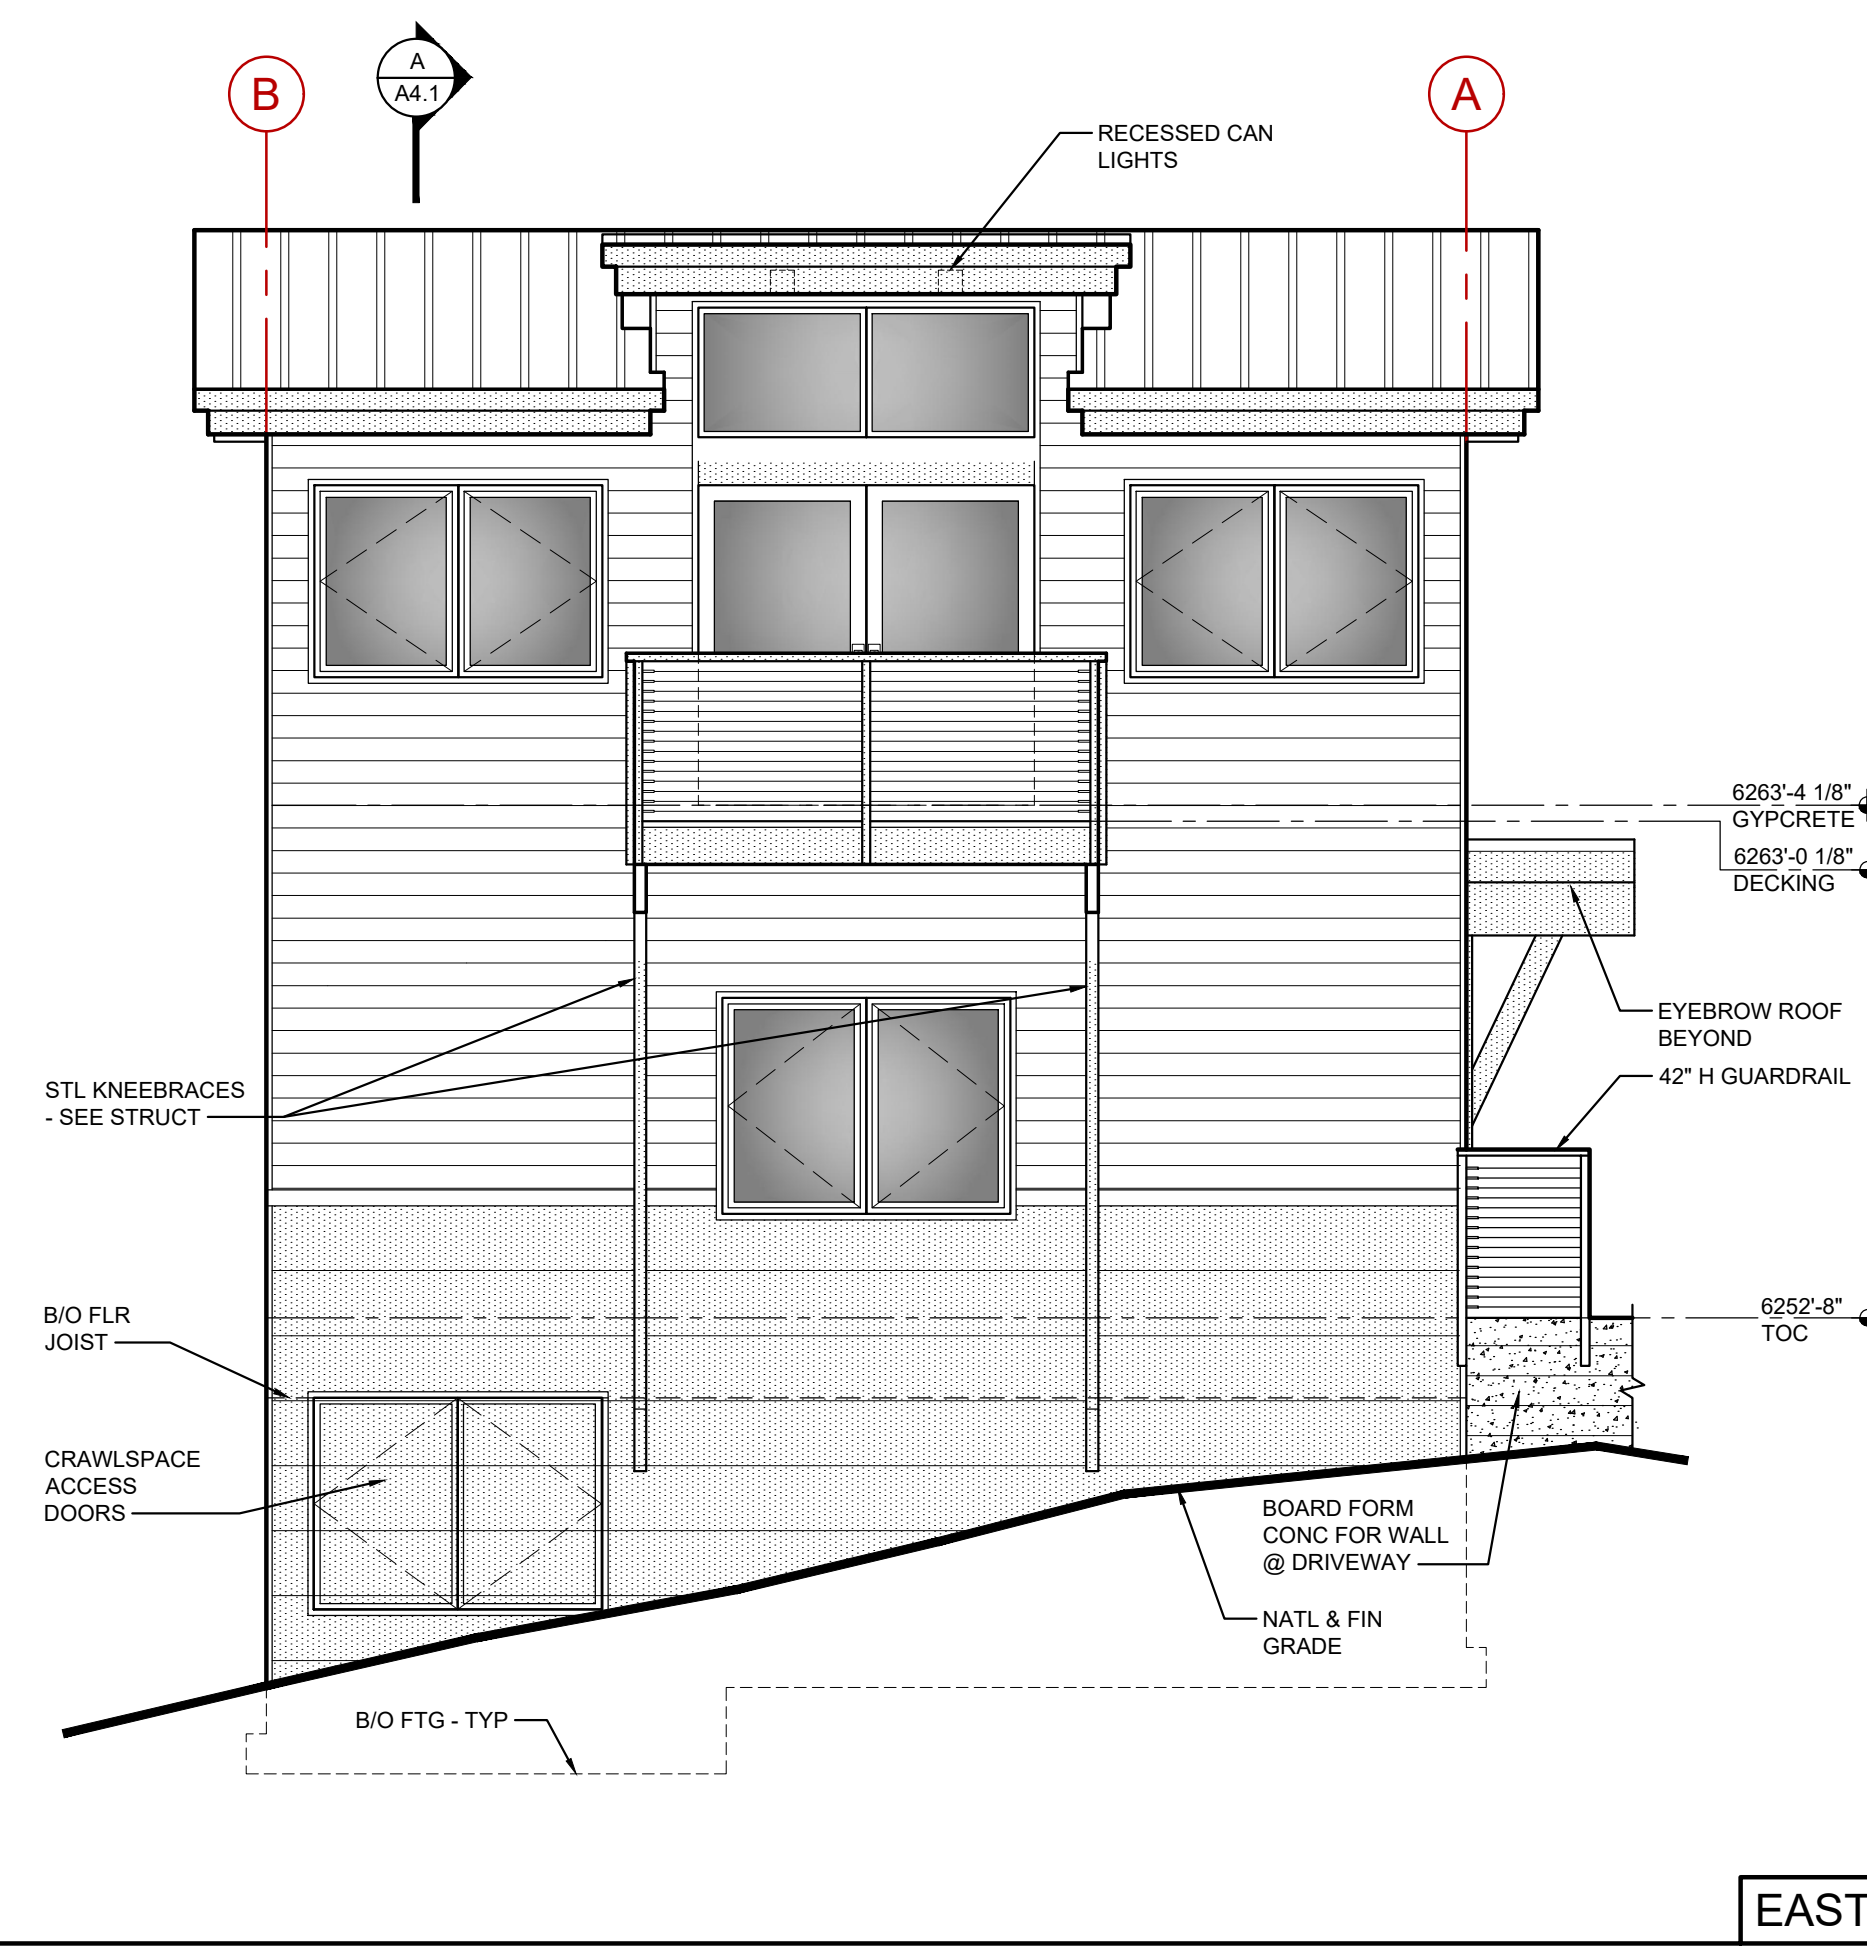 B
A
A4.1
A
RECESSED CAN
LIGHTS
6263'-4 1/8"
GYPCRETE
6263'-0 1/8"
DECKING
EYEBROW ROOF
BEYOND
42" H GUARDRAIL
STL KNEEBRACES
- SEE STRUCT
6252'-8"
TOC
B/O FLR
JOIST
CRAWLSPACE
ACCESS
DOORS
BOARD FORM
CONC FOR WALL
@ DRIVEWAY
NATL & FIN
GRADE
B/O FTG - TYP
EAST